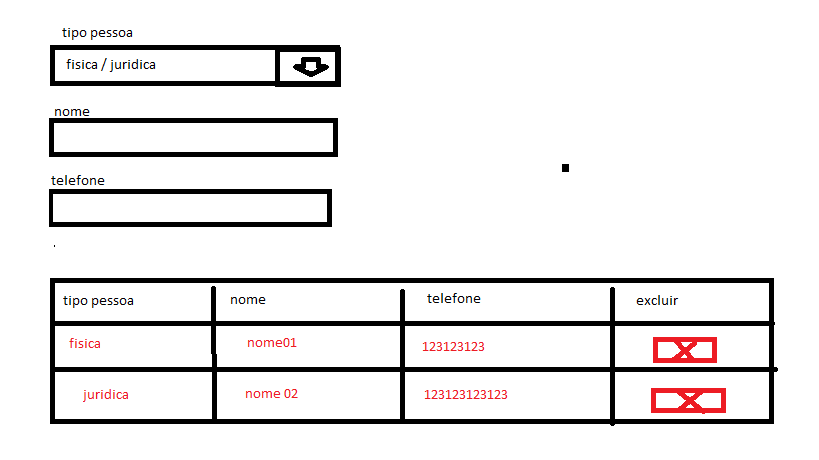 tipo pessoa
fisica / juridica
nome
telefone
tipo pessoa nome telefone excluir
fisica nome01 123123123
juridica nome 02 123123123123